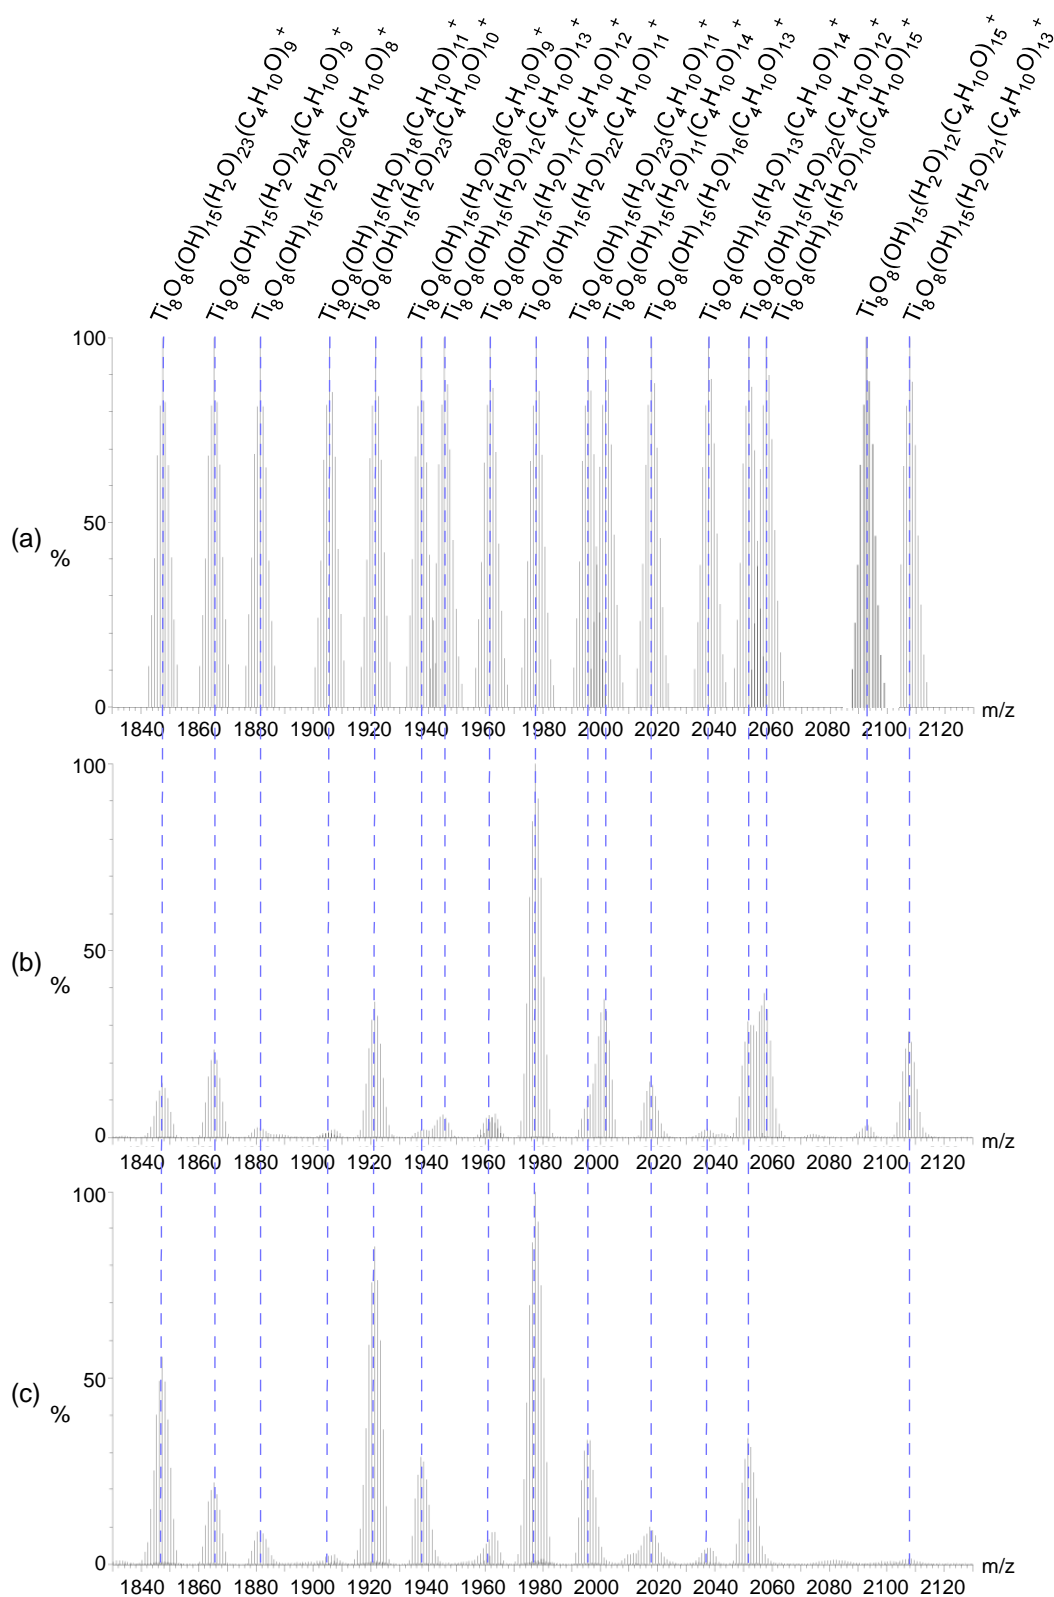 Ti8O8(OH)15(H2O)23(C4H10O)9+
Ti8O8(OH)15(H2O)24(C4H10O)9+
Ti8O8(OH)15(H2O)29(C4H10O)8+
Ti8O8(OH)15(H2O)18(C4H10O)11+
Ti8O8(OH)15(H2O)23(C4H10O)10+
Ti8O8(OH)15(H2O)28(C4H10O)9+
Ti8O8(OH)15(H2O)12(C4H10O)13+
Ti8O8(OH)15(H2O)17(C4H10O)12+
Ti8O8(OH)15(H2O)22(C4H10O)11+
Ti8O8(OH)15(H2O)23(C4H10O)11+
Ti8O8(OH)15(H2O)11(C4H10O)14+
Ti8O8(OH)15(H2O)16(C4H10O)13+
Ti8O8(OH)15(H2O)13(C4H10O)14+
Ti8O8(OH)15(H2O)22(C4H10O)12+
Ti8O8(OH)15(H2O)10(C4H10O)15+
Ti8O8(OH)15(H2O)12(C4H10O)15+
Ti8O8(OH)15(H2O)21(C4H10O)13+
100
50
(a)
%
0
m/z
1840 1860 1880 1900 1920 1940 1960 1980 2000 2020 2040 2060 2080 2100 2120
100
50
(b)
%
0
m/z
1840 1860 1880 1900 1920 1940 1960 1980 2000 2020 2040 2060 2080 2100 2120
100
50
(c)
%
0
m/z
1840 1860 1880 1900 1920 1940 1960 1980 2000 2020 2040 2060 2080 2100 2120